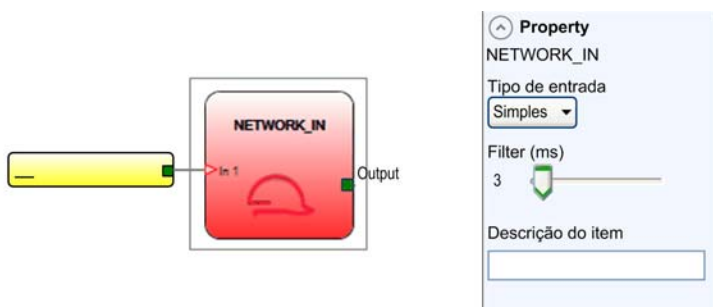 NETWORK_IN
In 1
Output
Property
NETWORK_IN
Tipo de entrada
Simples
Filter (ms)
3
Descrição do item